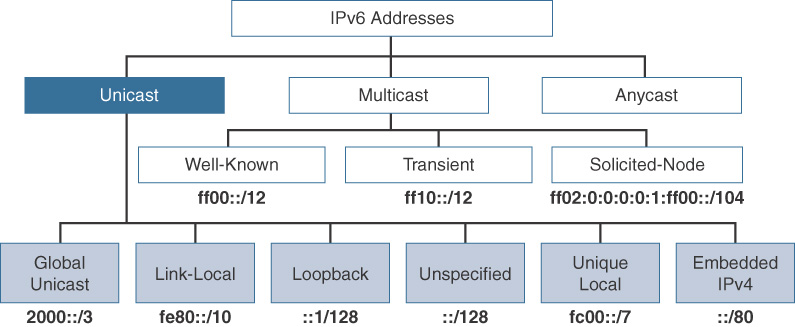 IPv6 Addresses
Unicast
Multicast
Anycast
Well-Known
Transient
Solicited-Node
ff00::/12
ff10::/12
ff02:0:0:0:0:1:ff00::/104
Global
Unicast
Link-Local
Loopback
Unspecified
Unique
Local
Embedded
IPv4
2000::/3
fe80::/10
::1/128
::/128
fc00::/7
::/80